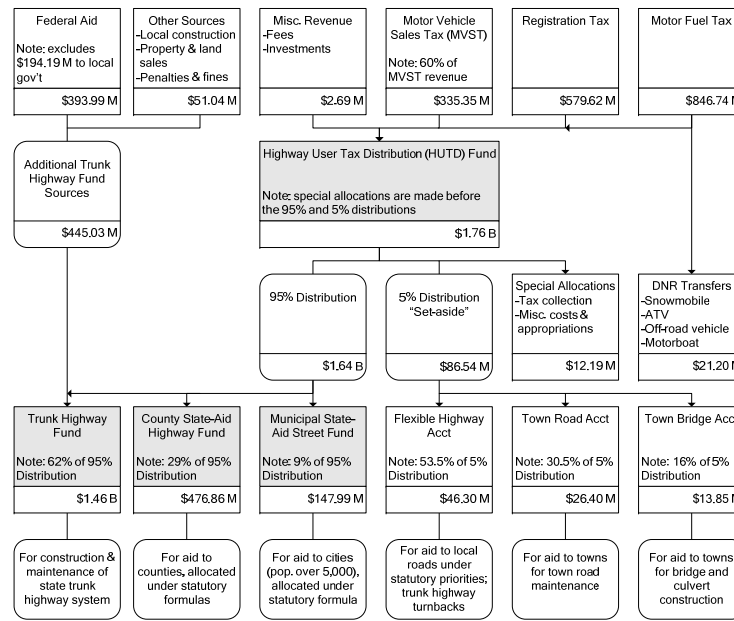 Federal Aid
Note: excludes
$194.19 M to local
gov't
$393.99 M
Other Sources
-Local construction
-Property & land
sales
-Penalties & fines
$51.04 M
Misc. Revenue
-Fees
-Investments
$2.69 M
Motor Vehicle
Sales Tax (MVST)
Note: 60% of
MVST revenue
$335.35 M
Registration Tax
$579.62 M
Motor Fuel Tax
$846.74 M
Additional Trunk
Highway Fund
Sources
$445.03 M
Highway User Tax Distribution (HUTD) Fund
Note: special allocations are made before
the 95% and 5% distributions
$1.76 B
95% Distribution
$1.64 B
5% Distribution
"Set-aside"
$86.54 M
Special Allocations
-Tax collection
-Misc. costs &
appropriations
$12.19 M
DNR Transfers
-Snowmobile
-ATV
-Off-road vehicle
-Motorboat
$21.20 M
Trunk Highway
Fund
Note: 62% of 95%
Distribution
$1.46 B
County State-Aid
Highway Fund
Note: 29% of 95%
Distribution
$476.86 M
Municipal State-
Aid Street Fund
Note: 9% of 95%
Distribution
$147.99 M
Flexible Highway
Acct
Note: 53.5% of 5%
Distribution
$46.30 M
Town Road Acct
Note: 30.5% of 5%
Distribution
$26.40 M
Town Bridge Acc
Note: 16% of 5%
Distribution
$13.85 M
For construction &
maintenance of
state trunk
highway system
For aid to
counties, allocated
under statutory
formulas
For aid to cities
(pop. over 5,000),
allocated under
statutory formula
For aid to local
roads under
statutory priorities;
trunk highway
turnbacks
For aid to towns
for town road
maintenance
For aid to towns
for bridge and
culvert
construction